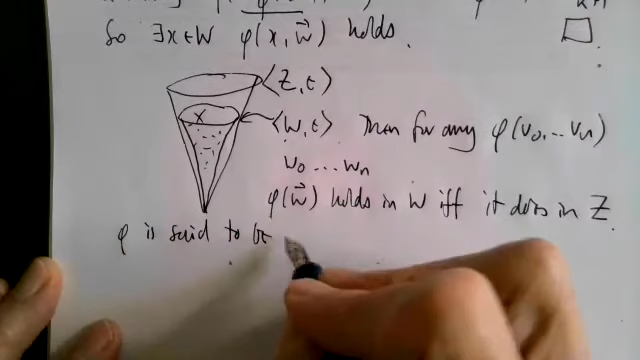 So ∃x∈W φ(x, w⃗) holds. □
⟨Z, ε⟩
x ⟨W, ε⟩ Then for any φ(v₀,...vₙ)
w₀...wₙ
φ(w⃗) holds in W iff it does in Z.
φ is said to be